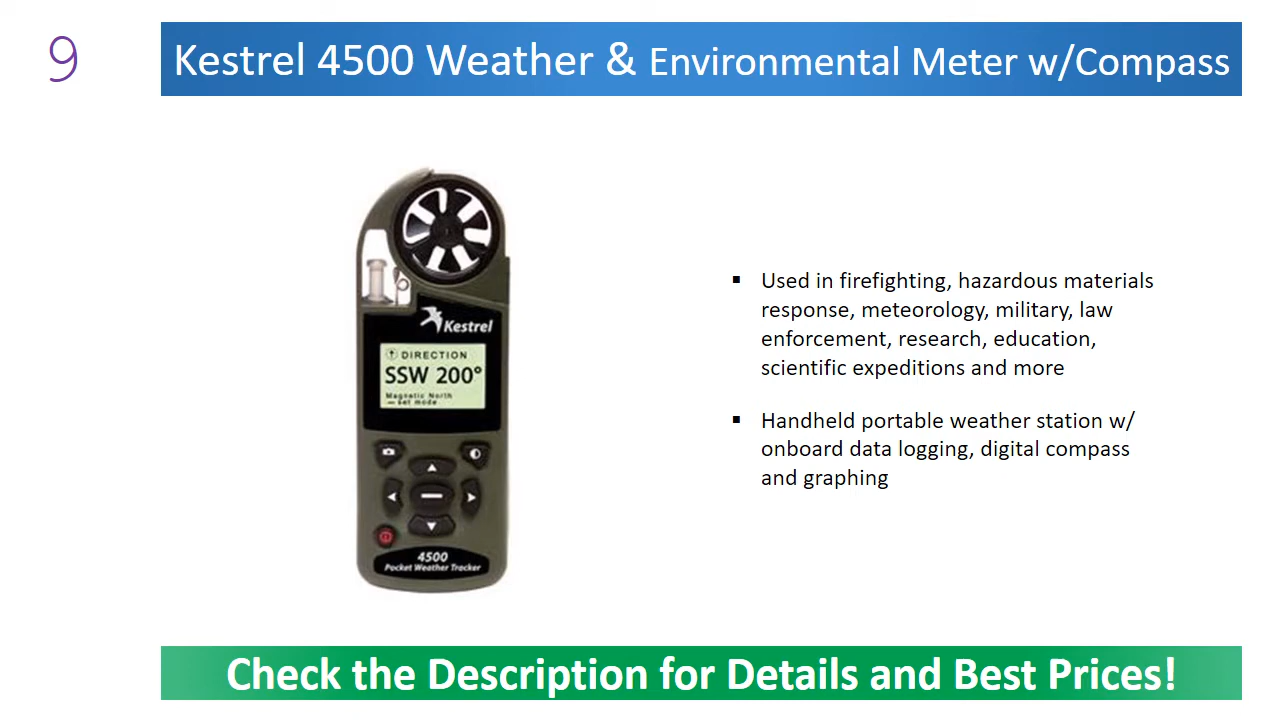 9
Kestrel 4500 Weather & Environmental Meter w/Compass
Kestrel
DIRECTION
SSW 200°
Magnetic North
— set mode
4500
Pocket Weather Tracker
▪ Used in firefighting, hazardous materials
response, meteorology, military, law
enforcement, research, education,
scientific expeditions and more
▪ Handheld portable weather station w/
onboard data logging, digital compass
and graphing
Check the Description for Details and Best Prices!